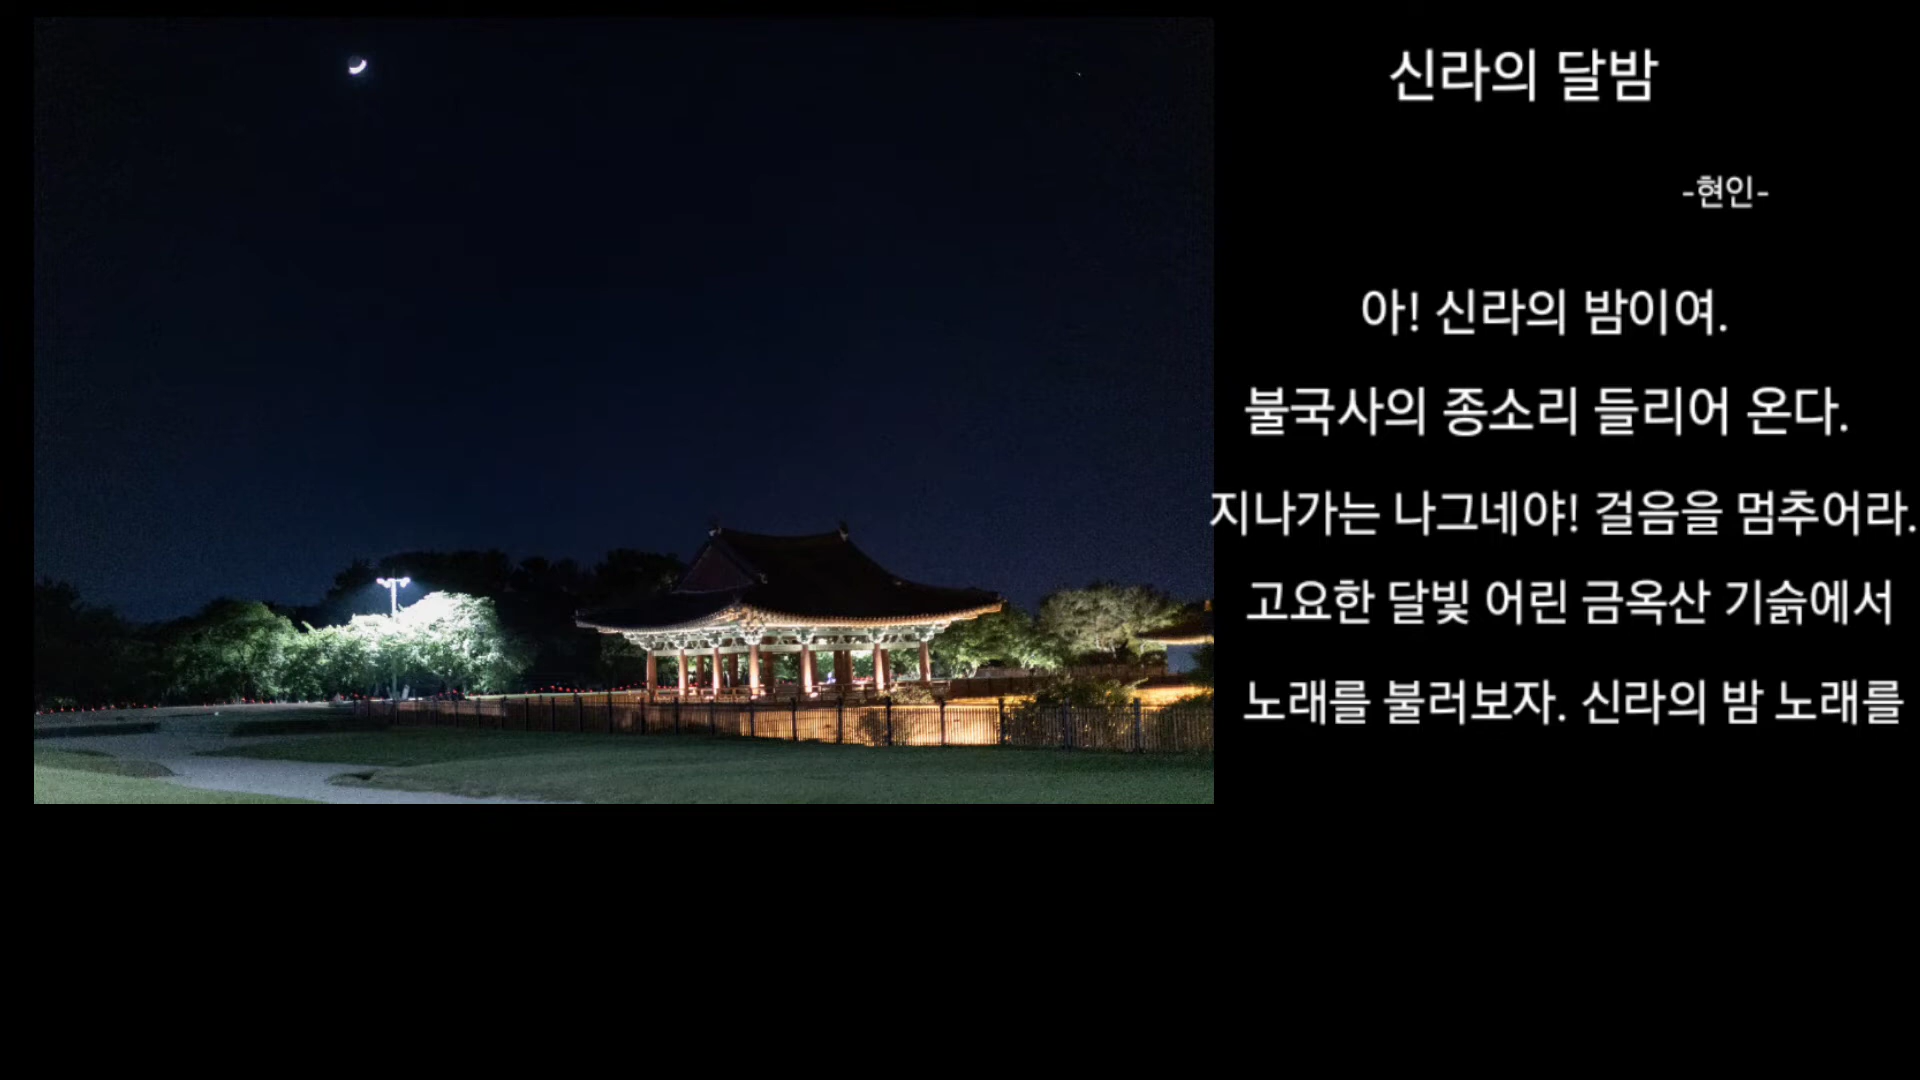 신라의 달밤
-현인-
아! 신라의 밤이여.
불국사의 종소리 들리어 온다.
지나가는 나그네야! 걸음을 멈추어라.
고요한 달빛 어린 금옥산 기슭에서
노래를 불러보자. 신라의 밤 노래를